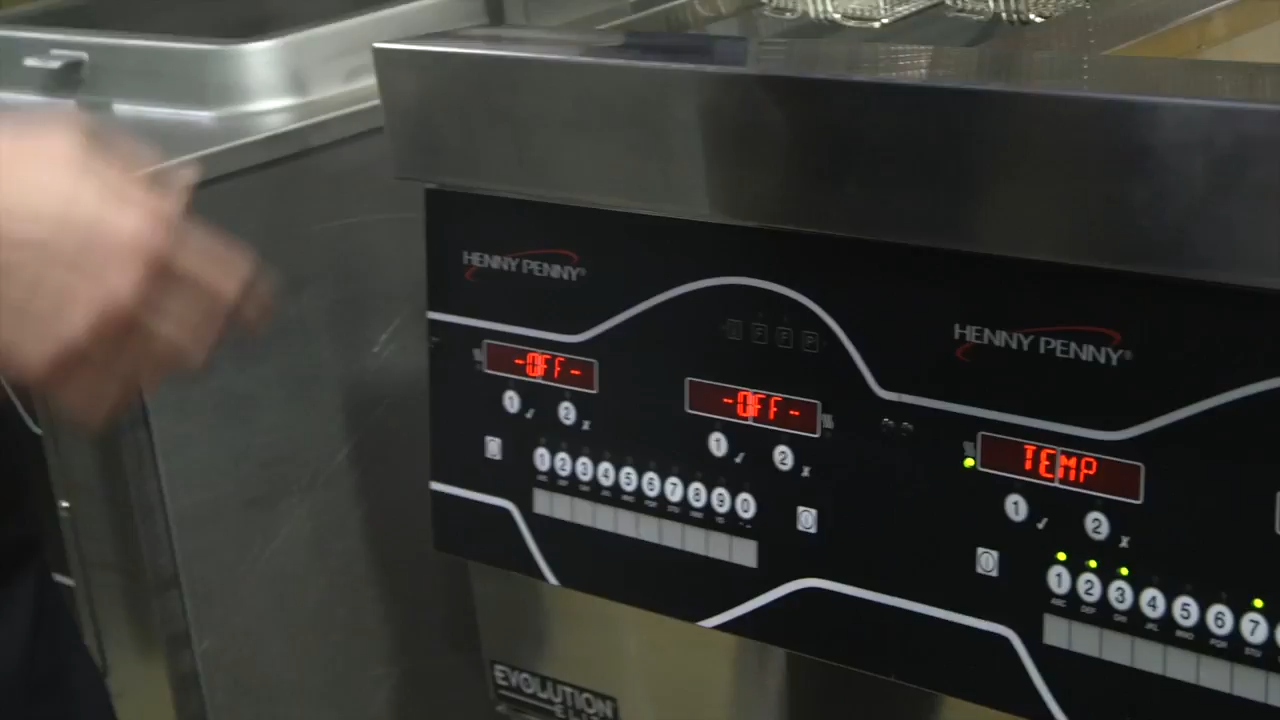 HENNY PENNY®
HENNY PENNY®
-OFF-
-OFF-
TEMP
1 2
1 2
1 2
1 2 3 4 5 6 7 8 9 0
1 2 3 4 5 6 7
EVOLUTION